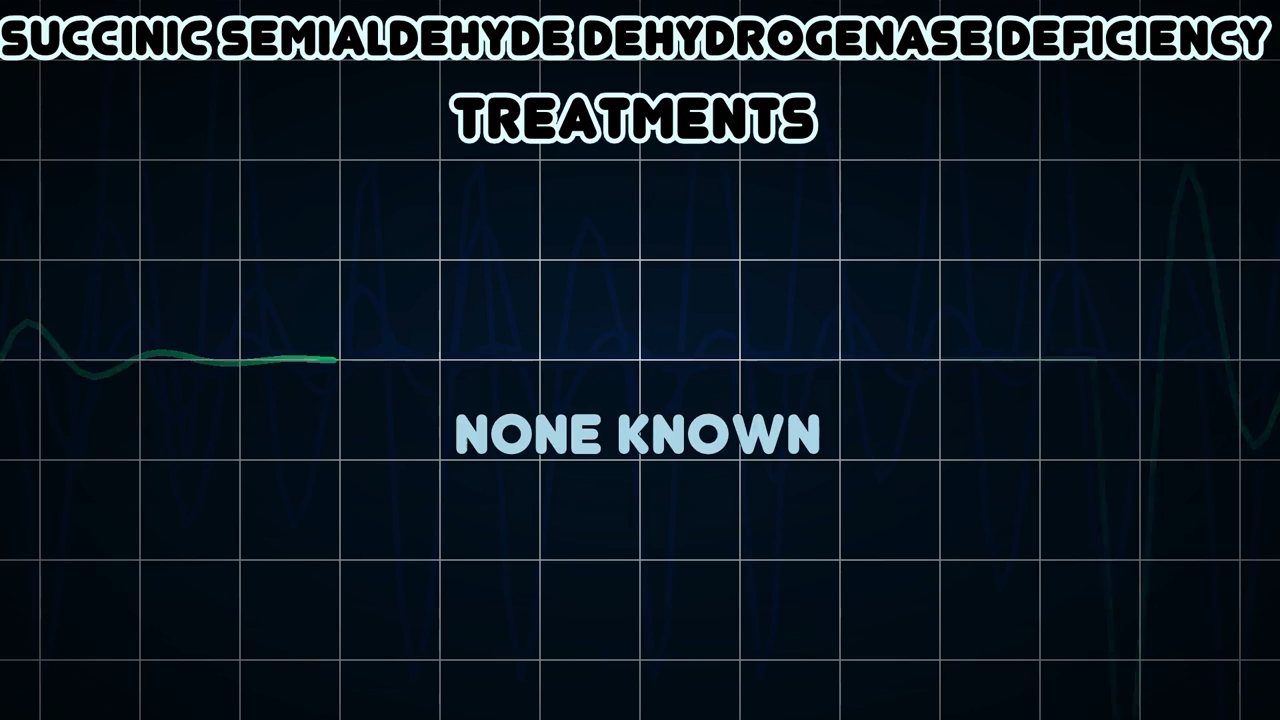 SUCCINIC SEMIALDEHYDE DEHYDROGENASE DEFICIENCY
TREATMENTS
NONE KNOWN